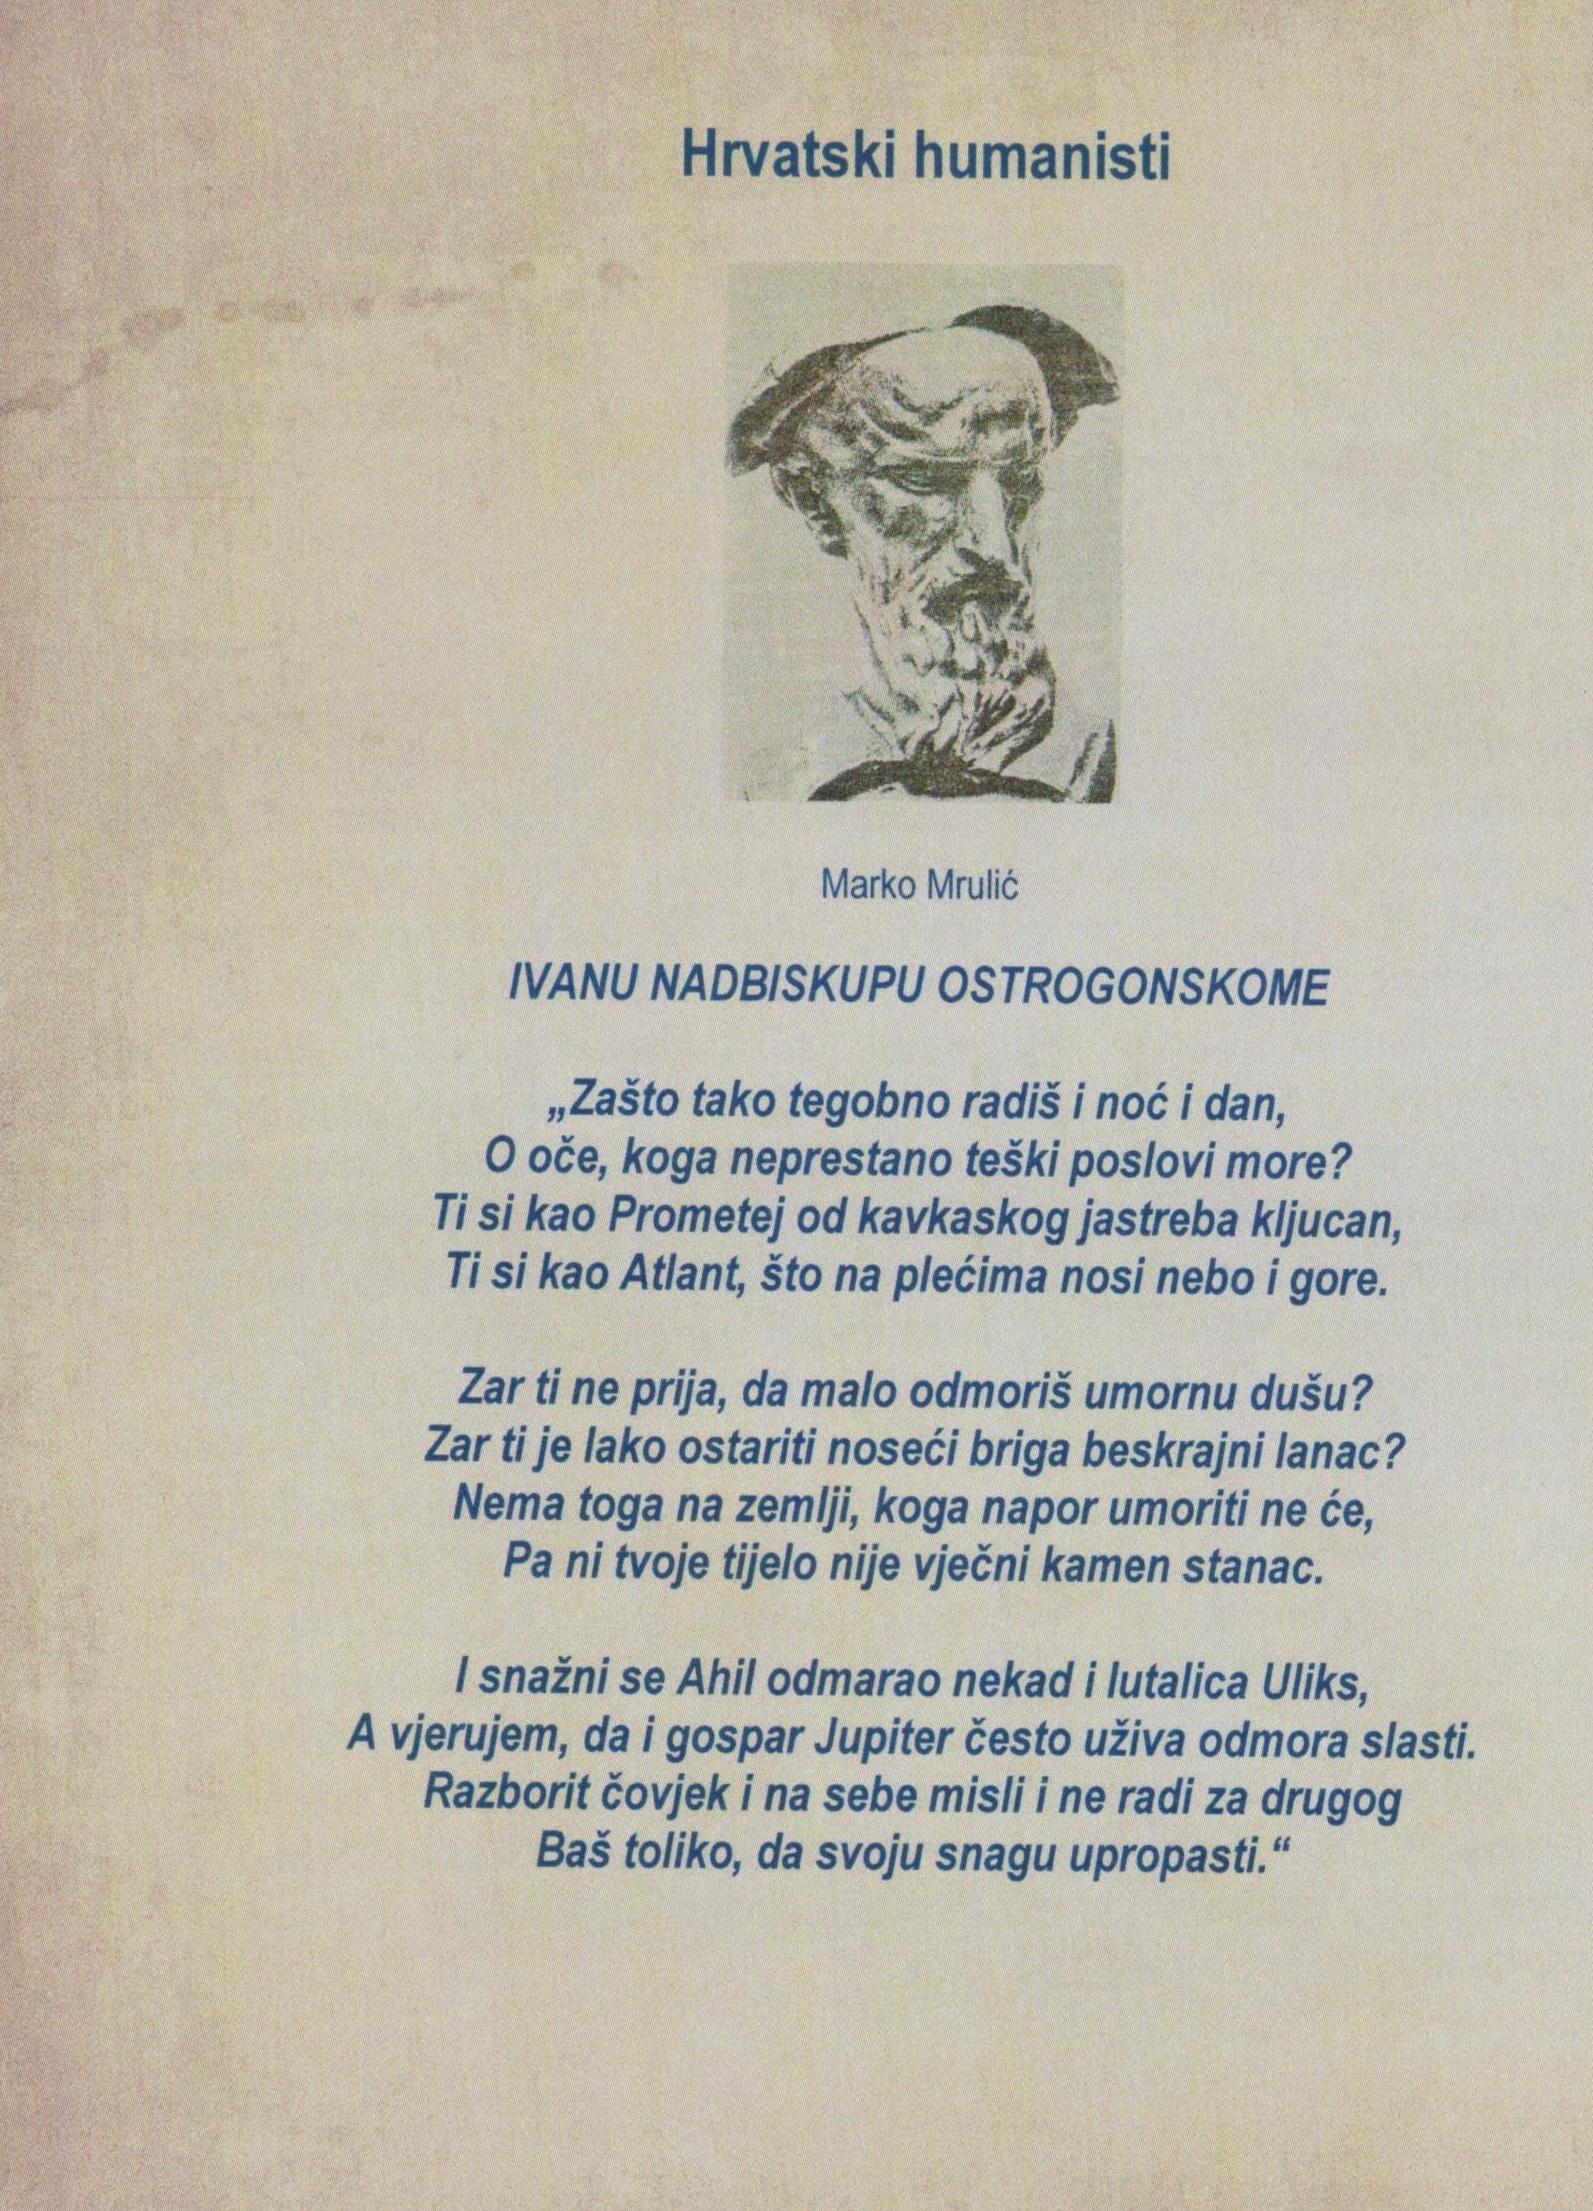 Hrvatski humanisti
Marko Mrulić
IVANU NADBISKUPU OSTROGONSKOME
„Zašto tako tegobno radiš i noć i dan,
O oče, koga neprestano teški poslovi more?
Ti si kao Prometej od kavkaskog jastreba kljucan,
Ti si kao Atlant, što na plećima nosi nebo i gore.
Zar ti ne prija, da malo odmoriš umornu dušu?
Zar ti je lako ostariti noseći briga beskrajni lanac?
Nema toga na zemlji, koga napor umoriti ne će,
Pa ni tvoje tijelo nije vječni kamen stanac.
I snažni se Ahil odmarao nekad i lutalica Uliks,
A vjerujem, da i gospar Jupiter često uživa odmora slasti.
Razborit čovjek i na sebe misli i ne radi za drugog
Baš toliko, da svoju snagu upropasti.“